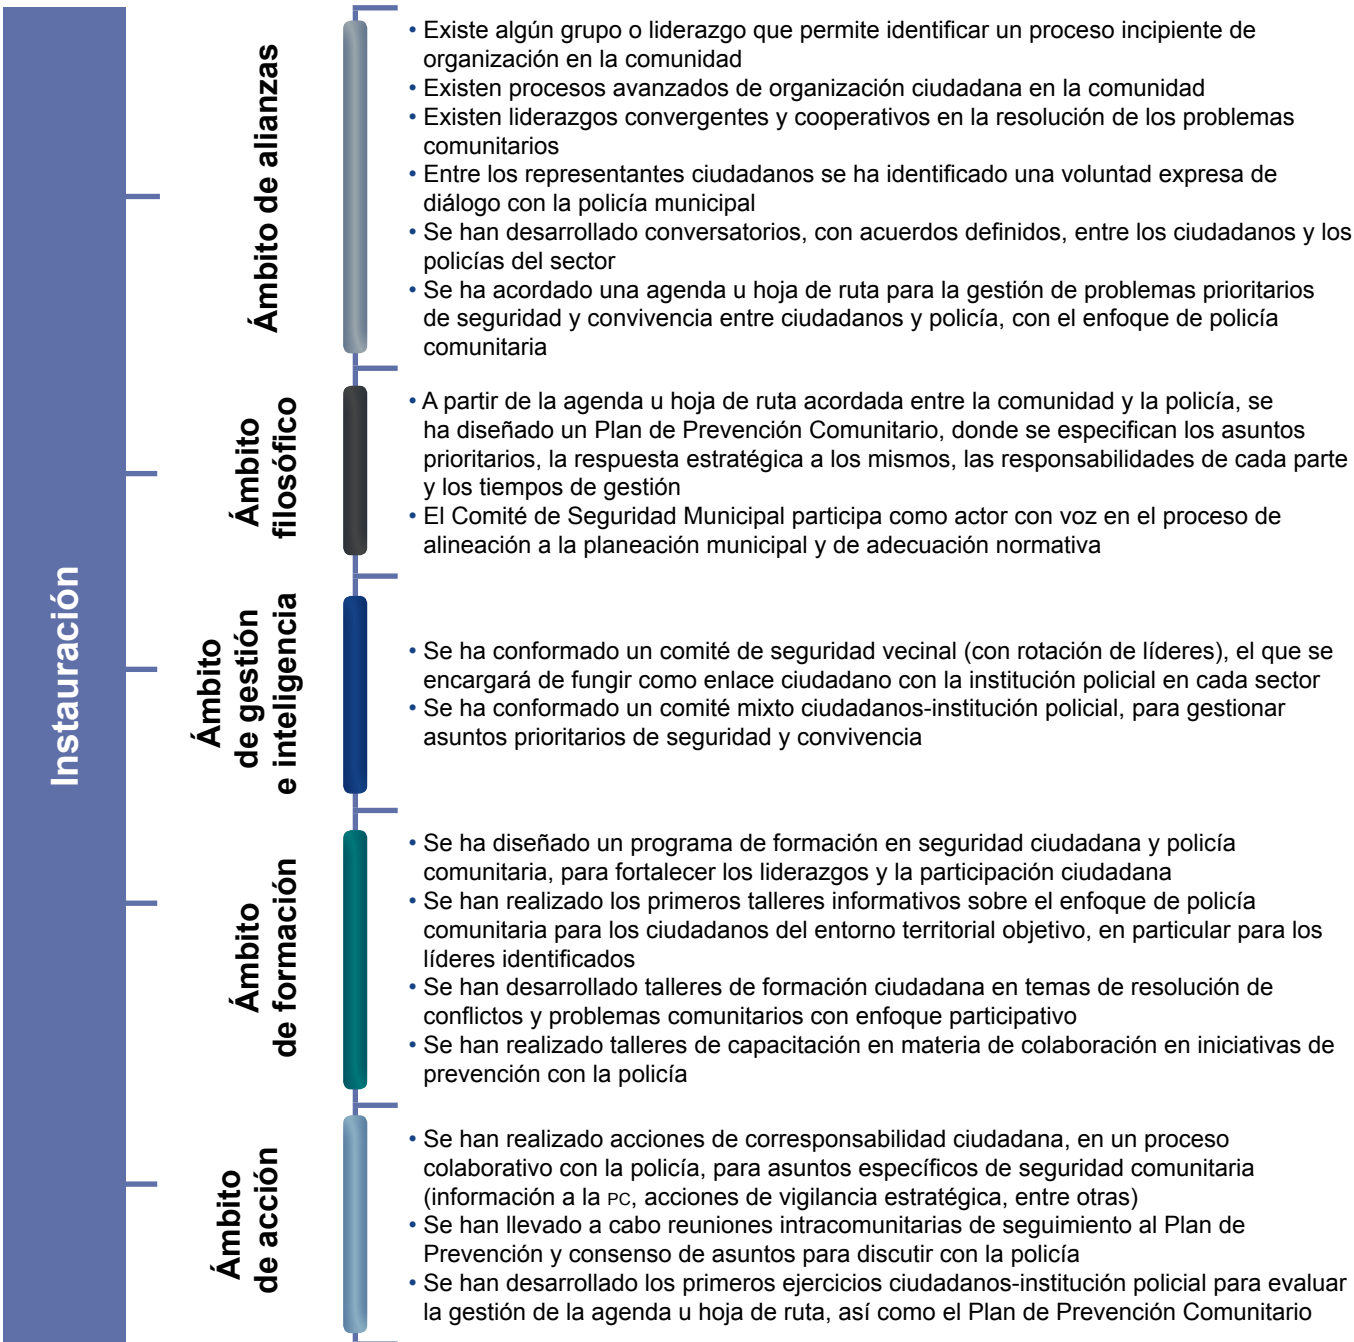 Instauración
Ámbito de alianzas
• Existe algún grupo o liderazgo que permite identificar un proceso incipiente de
organización en la comunidad
• Existen procesos avanzados de organización ciudadana en la comunidad
• Existen liderazgos convergentes y cooperativos en la resolución de los problemas
comunitarios
• Entre los representantes ciudadanos se ha identificado una voluntad expresa de
diálogo con la policía municipal
• Se han desarrollado conversatorios, con acuerdos definidos, entre los ciudadanos y los
policías del sector
• Se ha acordado una agenda u hoja de ruta para la gestión de problemas prioritarios
de seguridad y convivencia entre ciudadanos y policía, con el enfoque de policía
comunitaria
Ámbito
filosófico
• A partir de la agenda u hoja de ruta acordada entre la comunidad y la policía, se
ha diseñado un Plan de Prevención Comunitario, donde se especifican los asuntos
prioritarios, la respuesta estratégica a los mismos, las responsabilidades de cada parte
y los tiempos de gestión
• El Comité de Seguridad Municipal participa como actor con voz en el proceso de
alineación a la planeación municipal y de adecuación normativa
Ámbito
de gestión
e inteligencia
• Se ha conformado un comité de seguridad vecinal (con rotación de líderes), el que se
encargará de fungir como enlace ciudadano con la institución policial en cada sector
• Se ha conformado un comité mixto ciudadanos-institución policial, para gestionar
asuntos prioritarios de seguridad y convivencia
Ámbito
de formación
• Se ha diseñado un programa de formación en seguridad ciudadana y policía
comunitaria, para fortalecer los liderazgos y la participación ciudadana
• Se han realizado los primeros talleres informativos sobre el enfoque de policía
comunitaria para los ciudadanos del entorno territorial objetivo, en particular para los
líderes identificados
• Se han desarrollado talleres de formación ciudadana en temas de resolución de
conflictos y problemas comunitarios con enfoque participativo
• Se han realizado talleres de capacitación en materia de colaboración en iniciativas de
prevención con la policía
Ámbito
de acción
• Se han realizado acciones de corresponsabilidad ciudadana, en un proceso
colaborativo con la policía, para asuntos específicos de seguridad comunitaria
(información a la PC, acciones de vigilancia estratégica, entre otras)
• Se han llevado a cabo reuniones intracomunitarias de seguimiento al Plan de
Prevención y consenso de asuntos para discutir con la policía
• Se han desarrollado los primeros ejercicios ciudadanos-institución policial para evaluar
la gestión de la agenda u hoja de ruta, así como el Plan de Prevención Comunitario